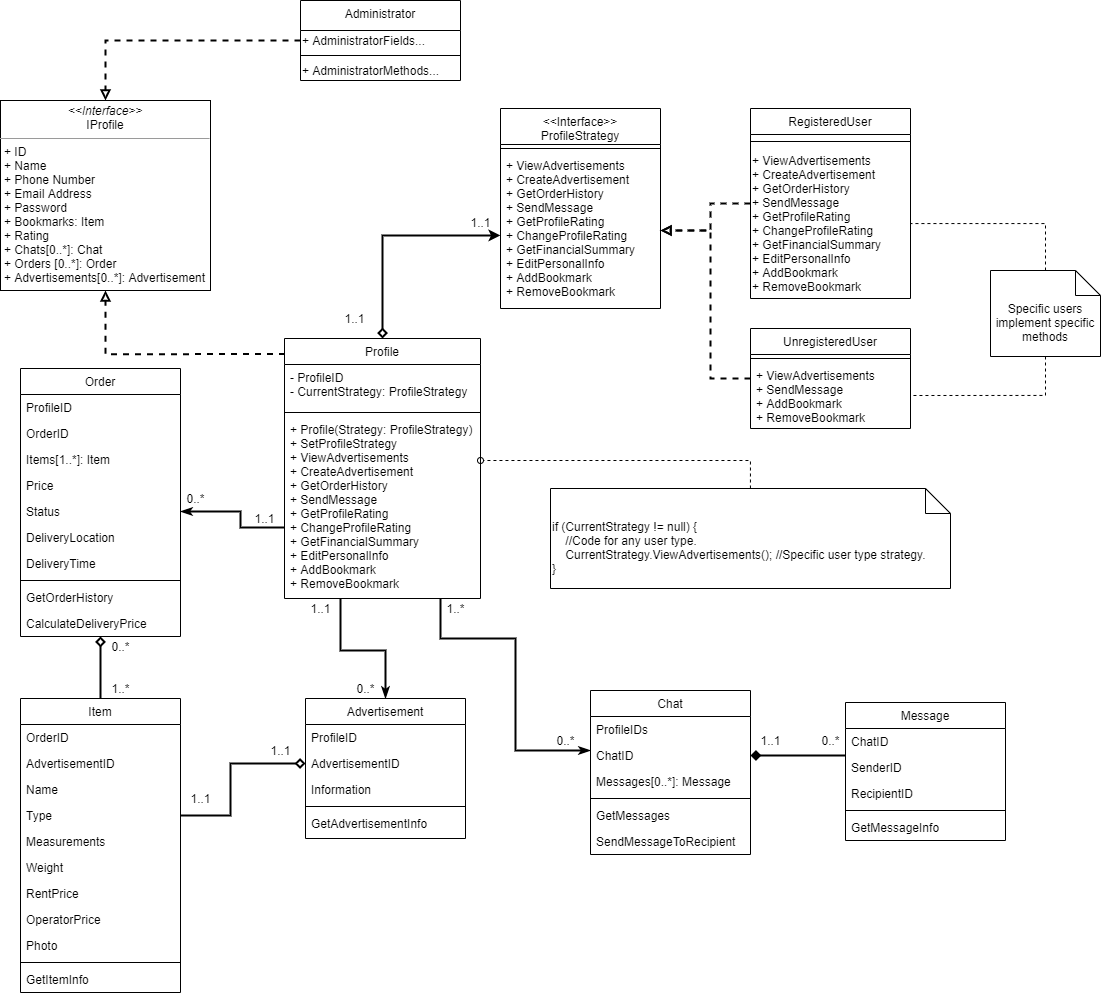 Administrator
+ AdministratorFields...
+ AdministratorMethods...
<<Interface>>
IProfile
+ ID
+ Name
+ Phone Number
+ Email Address
+ Password
+ Bookmarks: Item
+ Rating
+ Chats[0..*]: Chat
+ Orders [0..*]: Order
+ Advertisements[0..*]: Advertisement
<<Interface>>
ProfileStrategy
+ ViewAdvertisements
+ CreateAdvertisement
+ GetOrderHistory
+ SendMessage
+ GetProfileRating
+ ChangeProfileRating
+ GetFinancialSummary
+ EditPersonalInfo
+ AddBookmark
+ RemoveBookmark
RegisteredUser
+ ViewAdvertisements
+ CreateAdvertisement
+ GetOrderHistory
+ SendMessage
+ GetProfileRating
+ ChangeProfileRating
+ GetFinancialSummary
+ EditPersonalInfo
+ AddBookmark
+ RemoveBookmark
Specific users
implement specific
methods
UnregisteredUser
+ ViewAdvertisements
+ SendMessage
+ AddBookmark
+ RemoveBookmark
1..1
1..1
Profile
- ProfileID
- CurrentStrategy: ProfileStrategy
+ Profile(Strategy: ProfileStrategy)
+ SetProfileStrategy
+ ViewAdvertisements
+ CreateAdvertisement
+ GetOrderHistory
+ SendMessage
+ GetProfileRating
+ ChangeProfileRating
+ GetFinancialSummary
+ EditPersonalInfo
+ AddBookmark
+ RemoveBookmark
if (CurrentStrategy != null) {
//Code for any user type.
CurrentStrategy.ViewAdvertisements(); //Specific user type strategy.
}
Order
ProfileID
OrderID
Items[1..*]: Item
Price
Status
DeliveryLocation
DeliveryTime
GetOrderHistory
CalculateDeliveryPrice
0..*
1..1
1..1
1..*
0..*
1..*
0..*
0..*
Item
OrderID
AdvertisementID
Name
Type
Measurements
Weight
RentPrice
OperatorPrice
Photo
GetItemInfo
1..1
1..1
Advertisement
ProfileID
AdvertisementID
Information
GetAdvertisementInfo
Chat
ProfileIDs
ChatID
Messages[0..*]: Message
GetMessages
SendMessageToRecipient
1..1
0..*
Message
ChatID
SenderID
RecipientID
GetMessageInfo